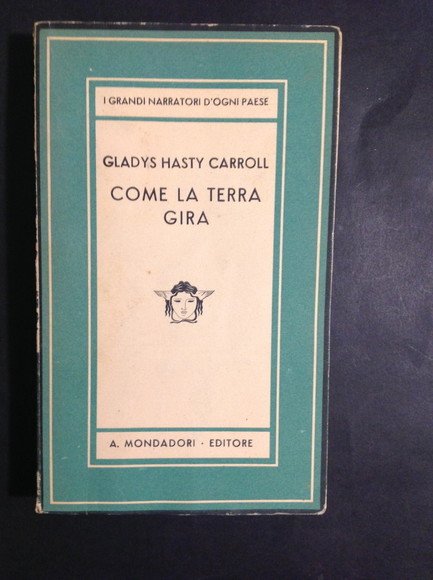 I GRANDI NARRATORI D'OGNI PAESE
GLADYS HASTY CARROLL
COME LA TERRA
GIRA
A. MONDADORI · EDITORE